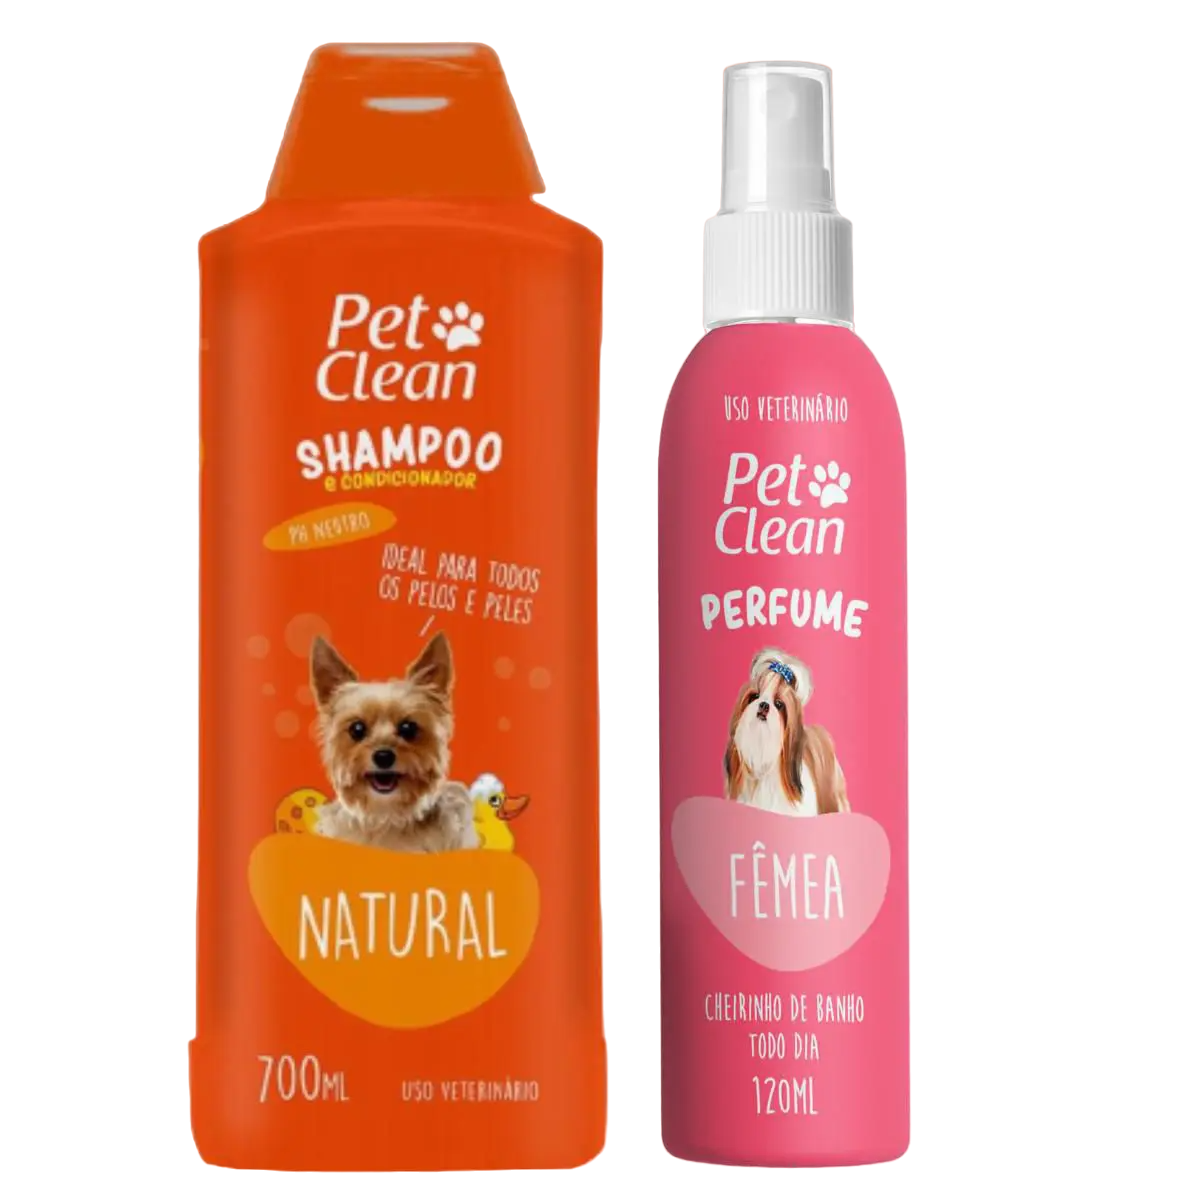 Pet
Clean
SHAMPOO
e CONDICIONADOR
PH NEUTRO
IDEAL PARA TODOS
OS PELOS E PELES
NATURAL
700ML
USO VETERINÁRIO
USO VETERINÁRIO
Pet
Clean
PERFUME
FÊMEA
CHEIRINHO DE BANHO
TODO DIA
120ML